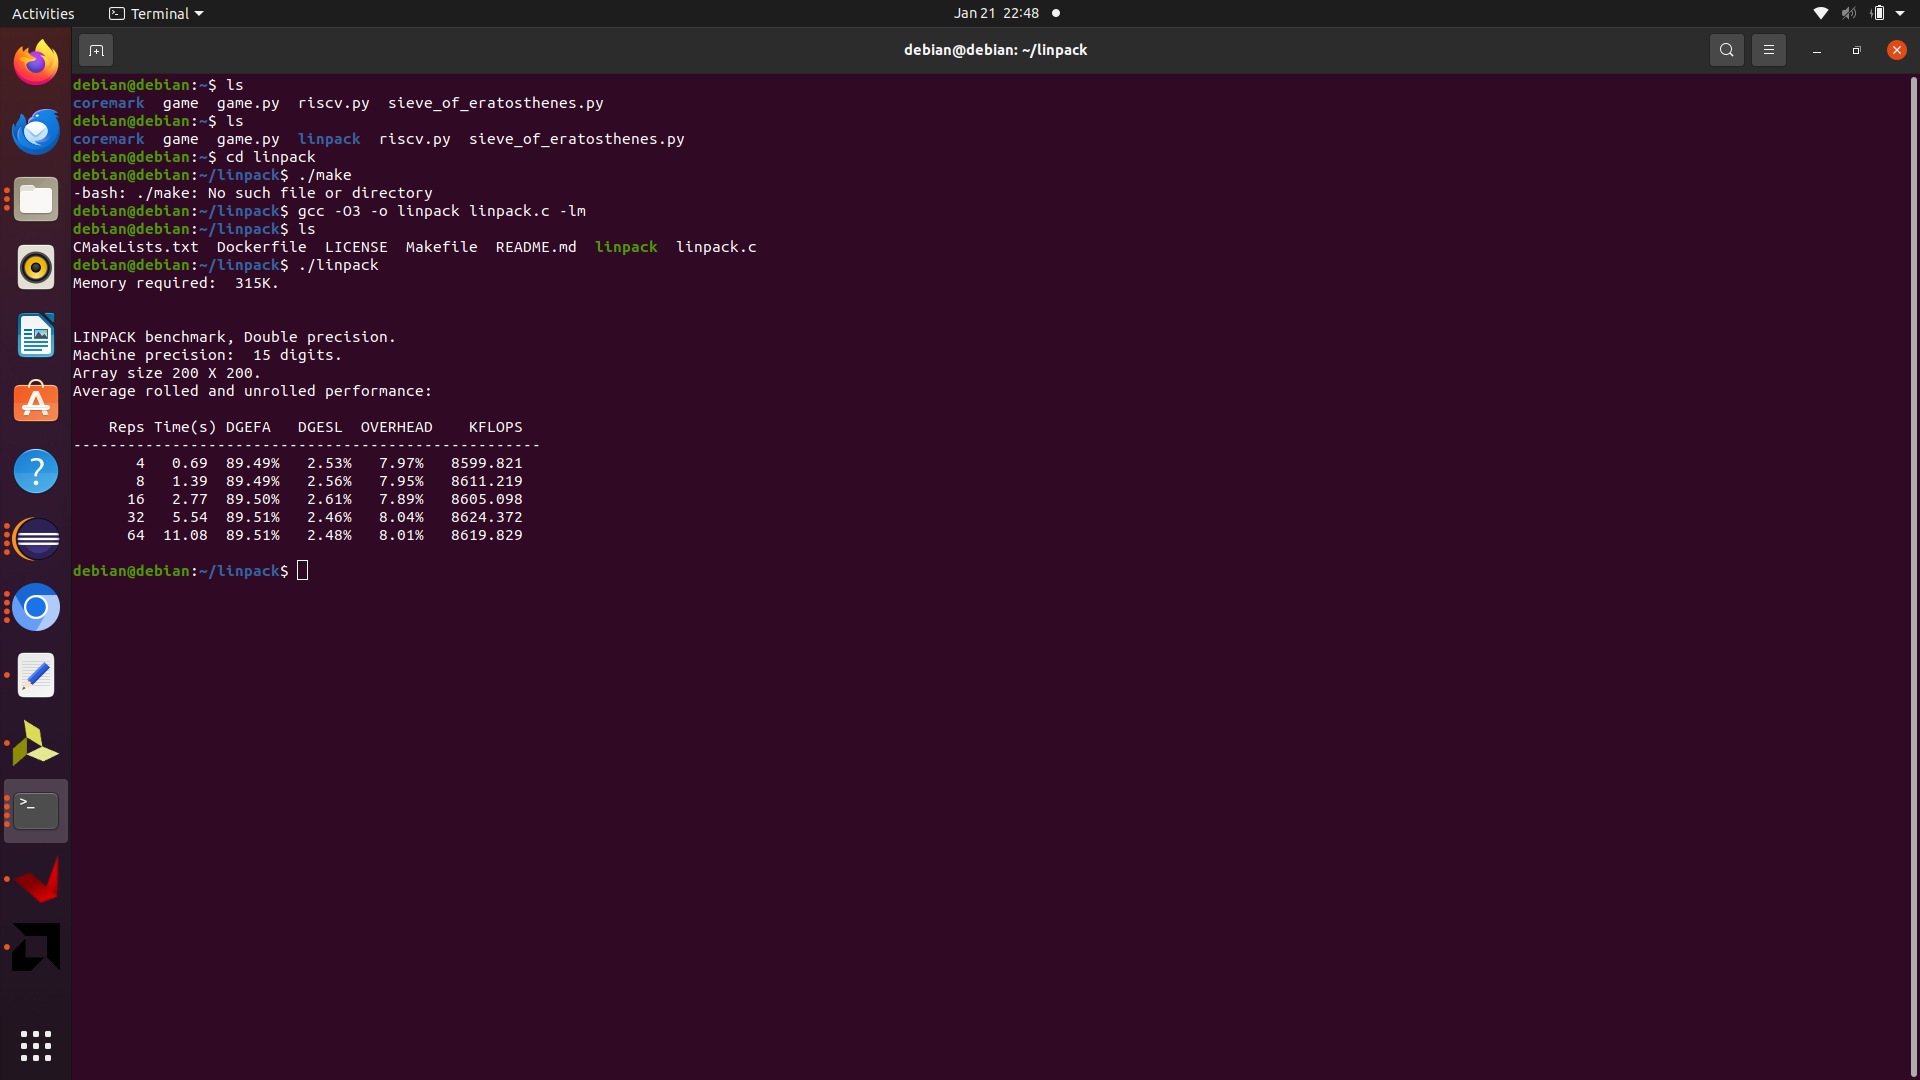 Activities Terminal Jan 21 22:48
debian@debian: ~/linpack
debian@debian:~$ ls
coremark  game  game.py  riscv.py  sieve_of_eratosthenes.py
debian@debian:~$ ls
coremark  game  game.py  linpack  riscv.py  sieve_of_eratosthenes.py
debian@debian:~$ cd linpack
debian@debian:~/linpack$ ./make
-bash: ./make: No such file or directory
debian@debian:~/linpack$ gcc -O3 -o linpack linpack.c -lm
debian@debian:~/linpack$ ls
CMakeLists.txt  Dockerfile  LICENSE  Makefile  README.md  linpack  linpack.c
debian@debian:~/linpack$ ./linpack
Memory required:  315K.
LINPACK benchmark, Double precision.
Machine precision:  15 digits.
Array size 200 X 200.
Average rolled and unrolled performance:
    Reps Time(s) DGEFA   DGESL  OVERHEAD    KFLOPS
----------------------------------------------------
       4   0.69  89.49%   2.53%   7.97%   8599.821
       8   1.39  89.49%   2.56%   7.95%   8611.219
      16   2.77  89.50%   2.61%   7.89%   8605.098
      32   5.54  89.51%   2.46%   8.04%   8624.372
      64  11.08  89.51%   2.48%   8.01%   8619.829
debian@debian:~/linpack$